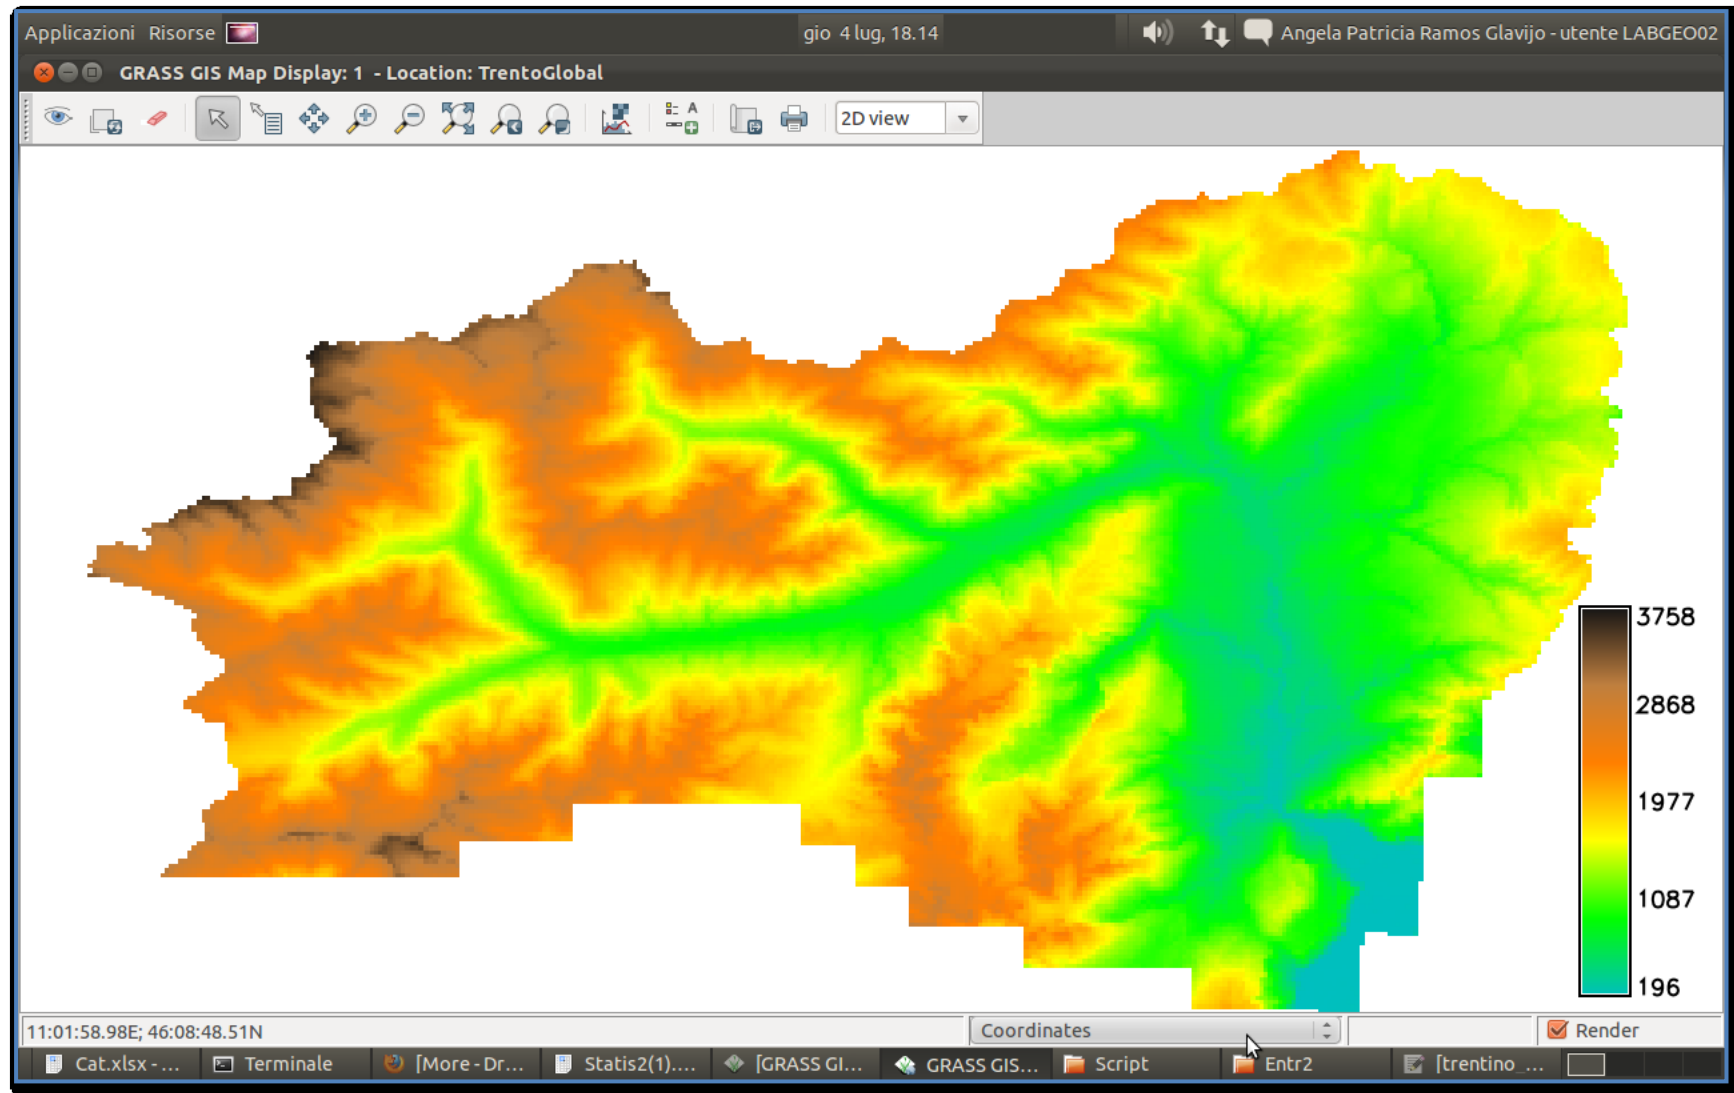 Applicazioni Risorse gio 4 lug, 18.14 Angela Patricia Ramos Glavijo - utente LABGEO02
GRASS GIS Map Display: 1 - Location: TrentoGlobal
A
2D view
3758
2868
1977
1087
196
11:01:58.98E; 46:08:48.51N Coordinates Render
Cat.xlsx - ... Terminale [More - Dr... Statis2(1).... [GRASS GI... GRASS GIS... Script Entr2 [trentino_...